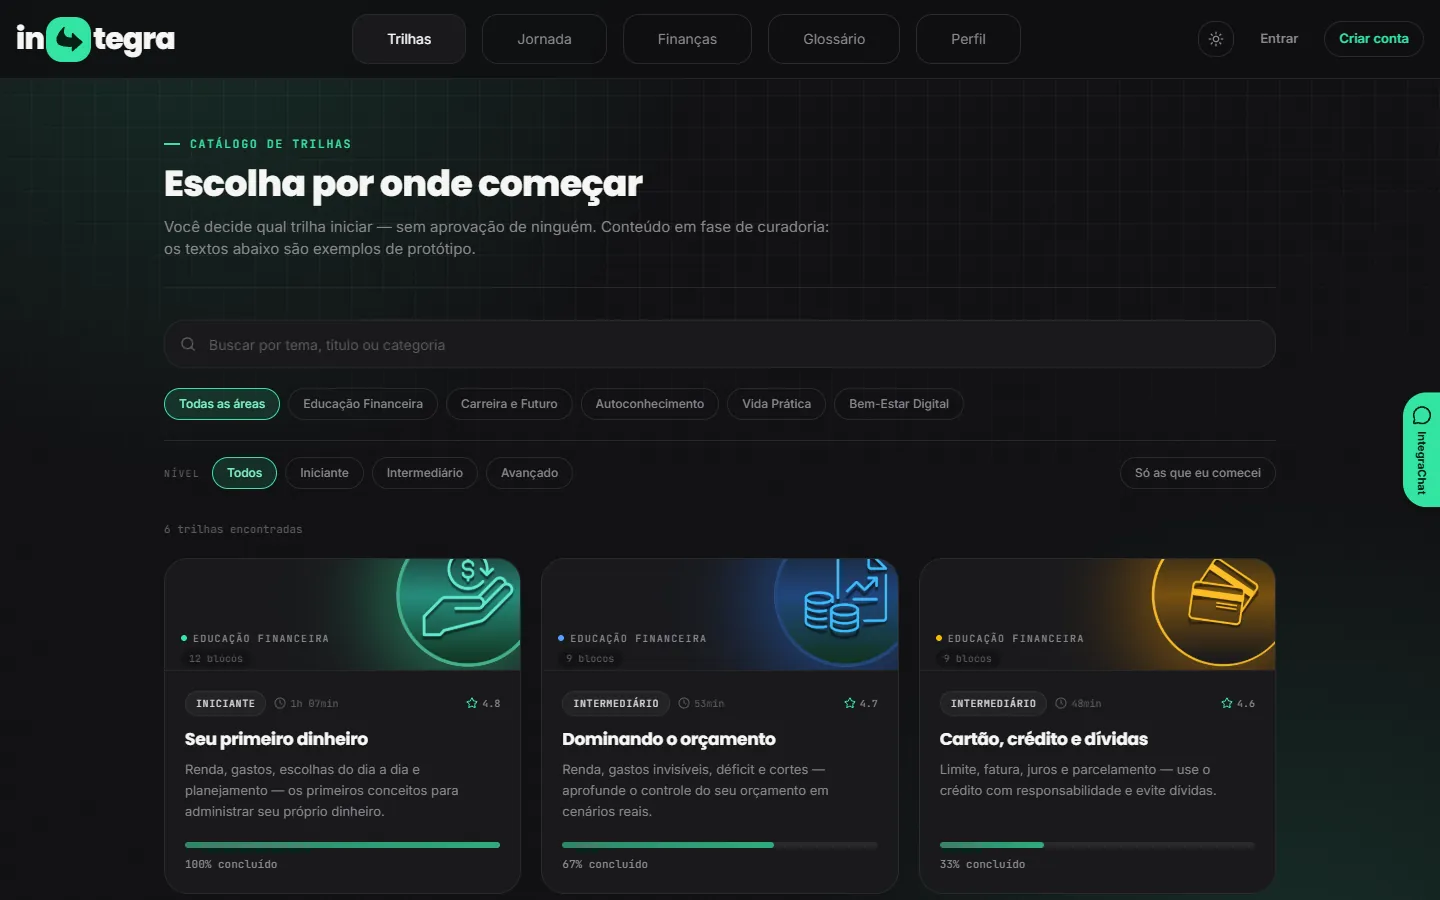 in tegra
Trilhas
Jornada
Finanças
Glossário
Perfil
Entrar
Criar conta
CATÁLOGO DE TRILHAS
Escolha por onde começar
Você decide qual trilha iniciar — sem aprovação de ninguém. Conteúdo em fase de curadoria:
os textos abaixo são exemplos de protótipo.
Buscar por tema, título ou categoria
Todas as áreas
Educação Financeira
Carreira e Futuro
Autoconhecimento
Vida Prática
Bem-Estar Digital
NÍVEL
Todos
Iniciante
Intermediário
Avançado
Só as que eu comecei
IntegraChat
6 trilhas encontradas
$
EDUCAÇÃO FINANCEIRA
12 blocos
INICIANTE
1h 07min
4.8
Seu primeiro dinheiro
Renda, gastos, escolhas do dia a dia e
planejamento — os primeiros conceitos para
administrar seu próprio dinheiro.
100% concluído
EDUCAÇÃO FINANCEIRA
9 blocos
INTERMEDIÁRIO
53min
4.7
Dominando o orçamento
Renda, gastos invisíveis, déficit e cortes —
aprofunde o controle do seu orçamento em
cenários reais.
67% concluído
EDUCAÇÃO FINANCEIRA
9 blocos
INTERMEDIÁRIO
48min
4.6
Cartão, crédito e dívidas
Limite, fatura, juros e parcelamento — use o
crédito com responsabilidade e evite dívidas.
33% concluído